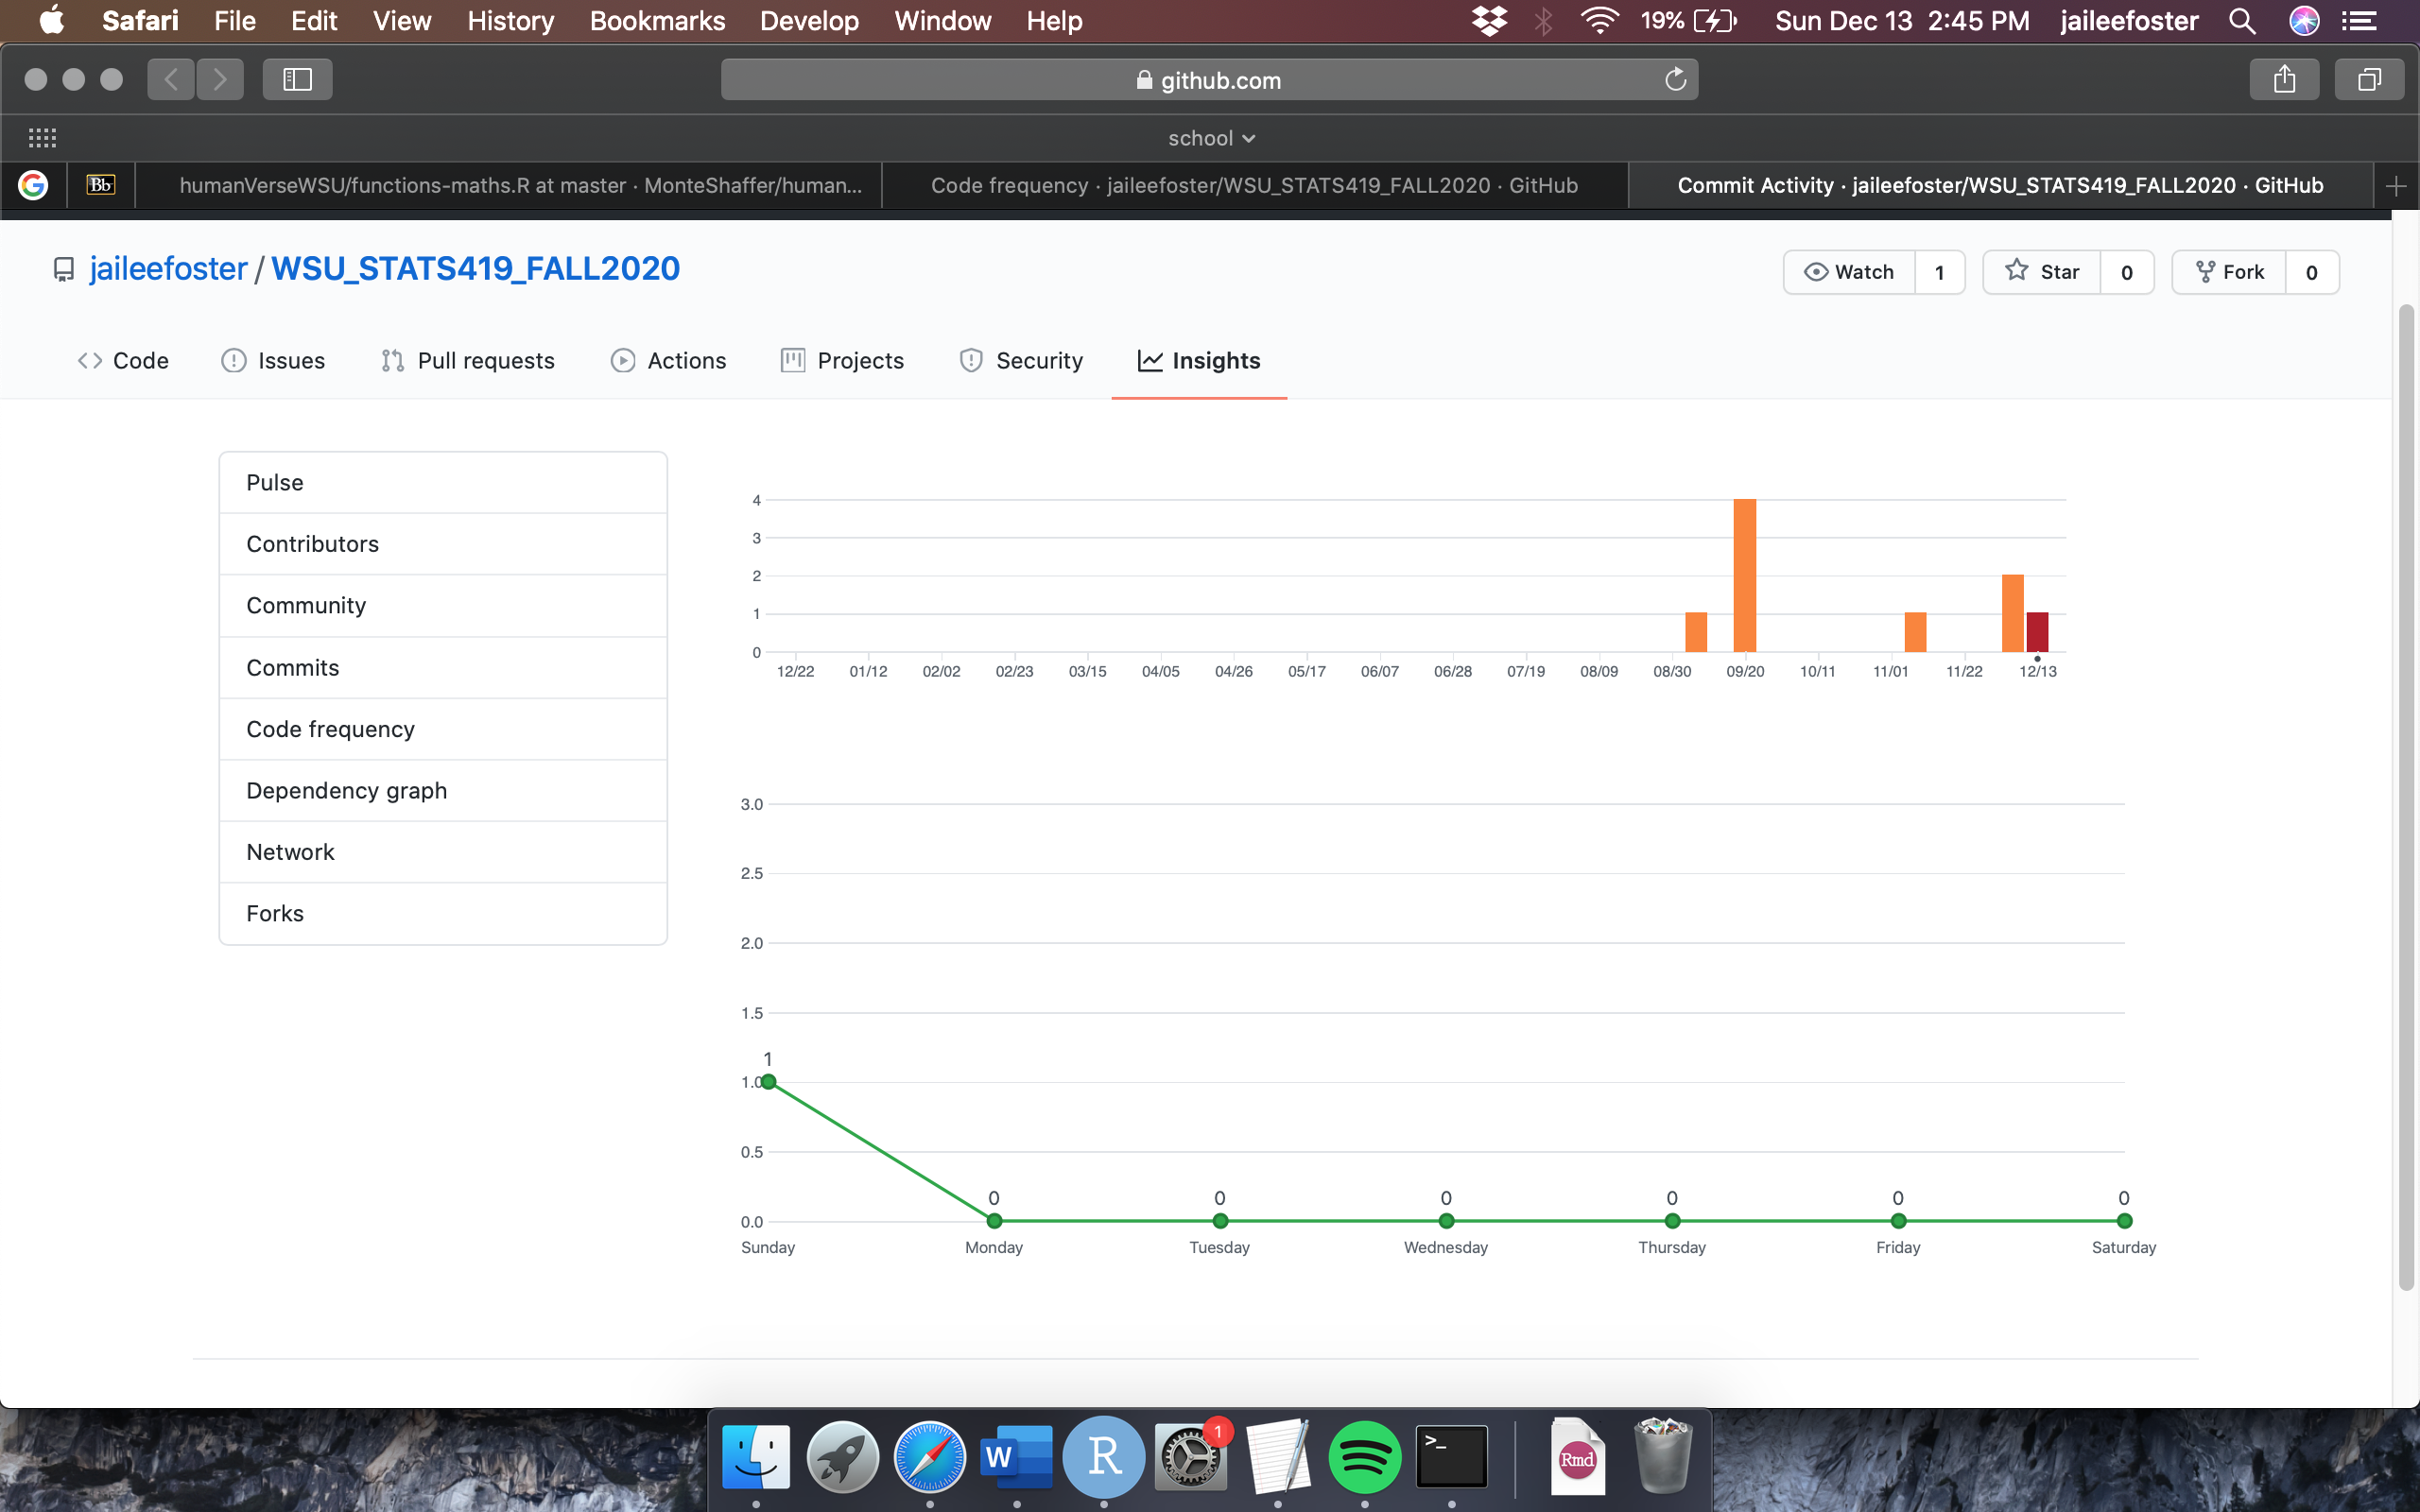 Safari File Edit View History Bookmarks Develop Window Help 19% Sun Dec 13 2:45 PM jaileefoster
github.com
school
G Bb humanVerseWSU/functions-maths.R at master · MonteShaffer/human... Code frequency · jaileefoster/WSU_STATS419_FALL2020 · GitHub Commit Activity · jaileefoster/WSU_STATS419_FALL2020 · GitHub
jaileefoster / WSU_STATS419_FALL2020 Watch 1 Star 0 Fork 0
Code Issues Pull requests Actions Projects Security Insights
Pulse
Contributors
Community
Commits
Code frequency
Dependency graph
Network
Forks
4
3
2
1
0
12/22 01/12 02/02 02/23 03/15 04/05 04/26 05/17 06/07 06/28 07/19 08/09 08/30 09/20 10/11 11/01 11/22 12/13
3.0
2.5
2.0
1.5
1
1.0
0.5
0 0 0 0 0 0
0.0
Sunday Monday Tuesday Wednesday Thursday Friday Saturday
W R 1 >_ Rmd